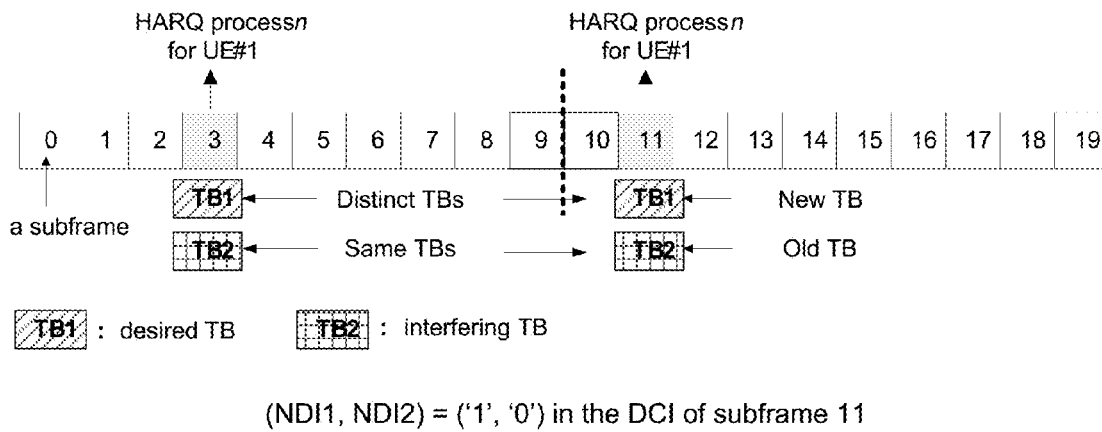 HARQ processn HARQ processn
for UE#1 for UE#1
0 1 2 3 4 5 6 7 8 9 10 11 12 13 14 15 16 17 18 19
TB1 Distinct TBs TB1 New TB
a subframe
TB2 Same TBs TB2 Old TB
TB1 : desired TB TB2 : interfering TB
(NDI1, NDI2) = ('1', '0') in the DCI of subframe 11